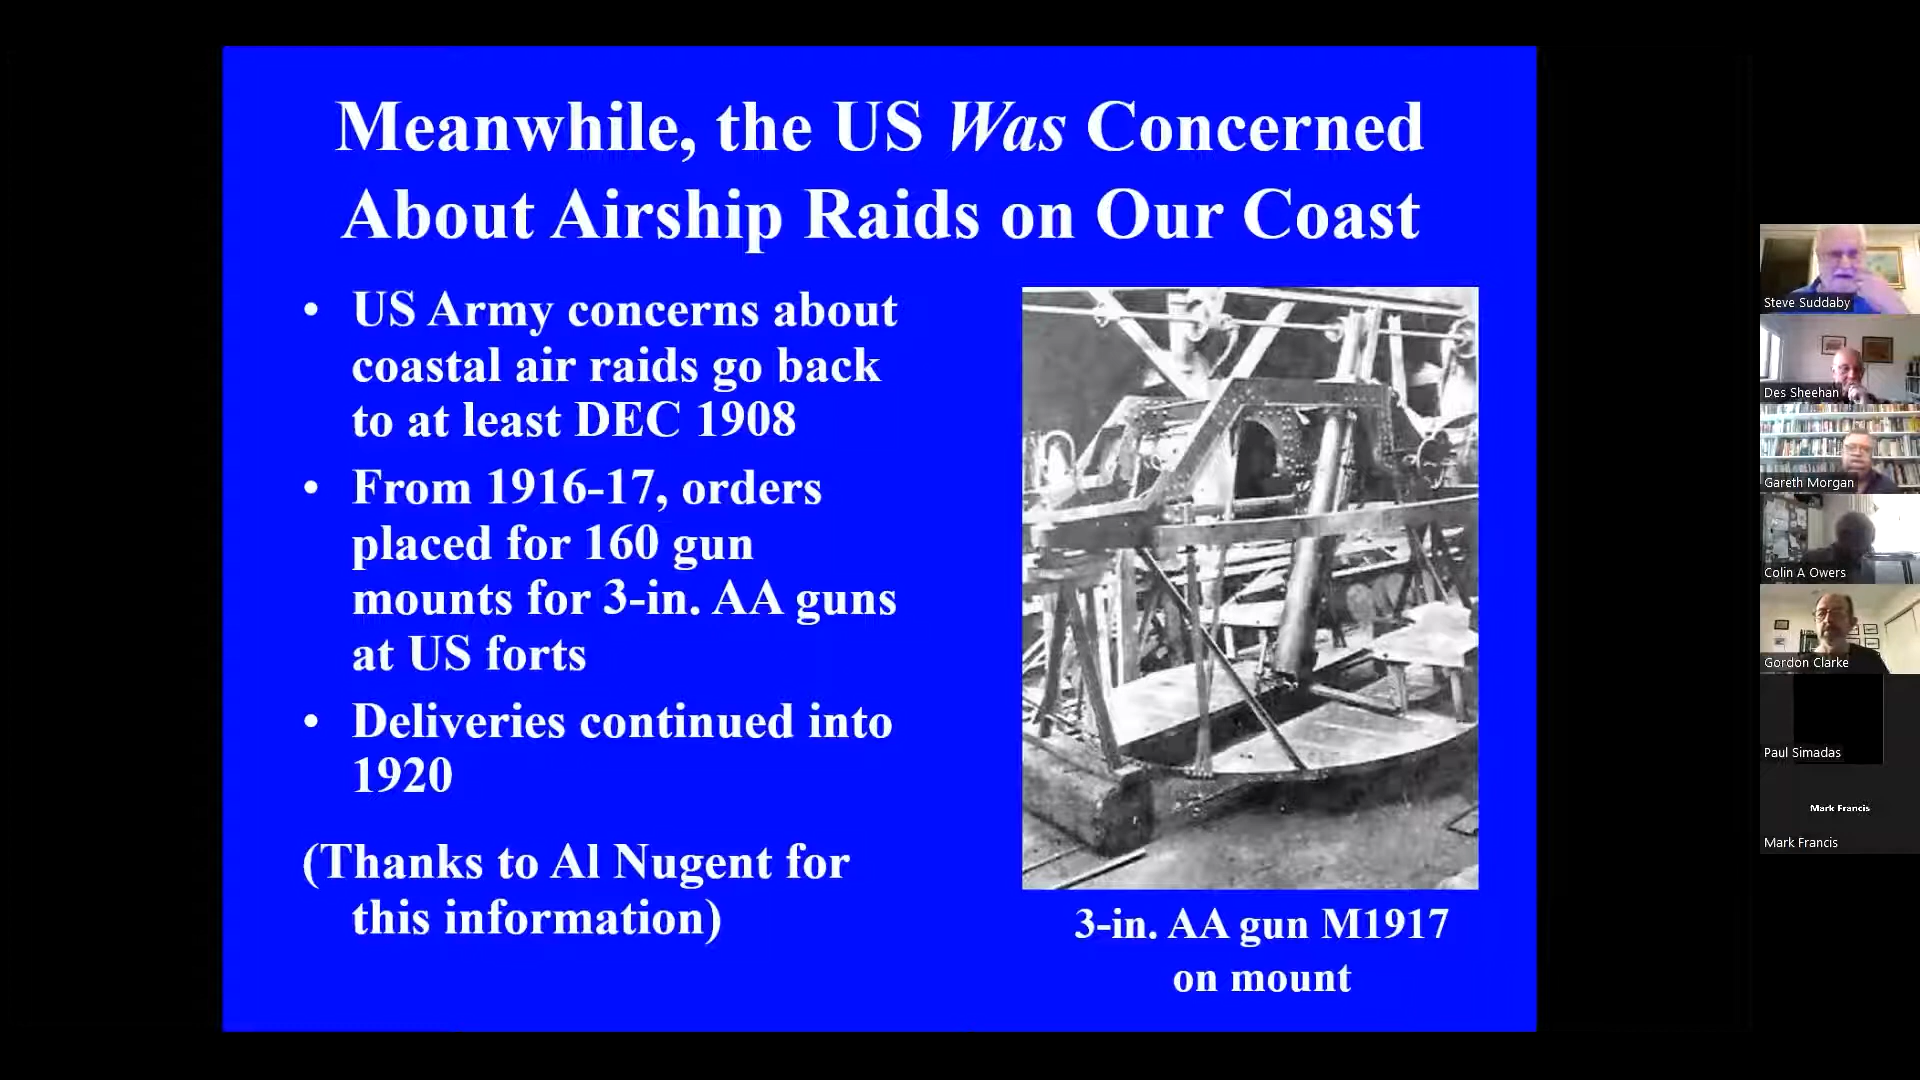 Meanwhile, the US Was Concerned
About Airship Raids on Our Coast
• US Army concerns about
coastal air raids go back
to at least DEC 1908
• From 1916-17, orders
placed for 160 gun
mounts for 3-in. AA guns
at US forts
• Deliveries continued into
1920
(Thanks to Al Nugent for
this information)
3-in. AA gun M1917
on mount
Steve Suddaby
Des Sheehan
Gareth Morgan
Colin A Owers
Gordon Clarke
Paul Simadas
Mark Francis
Mark Francis